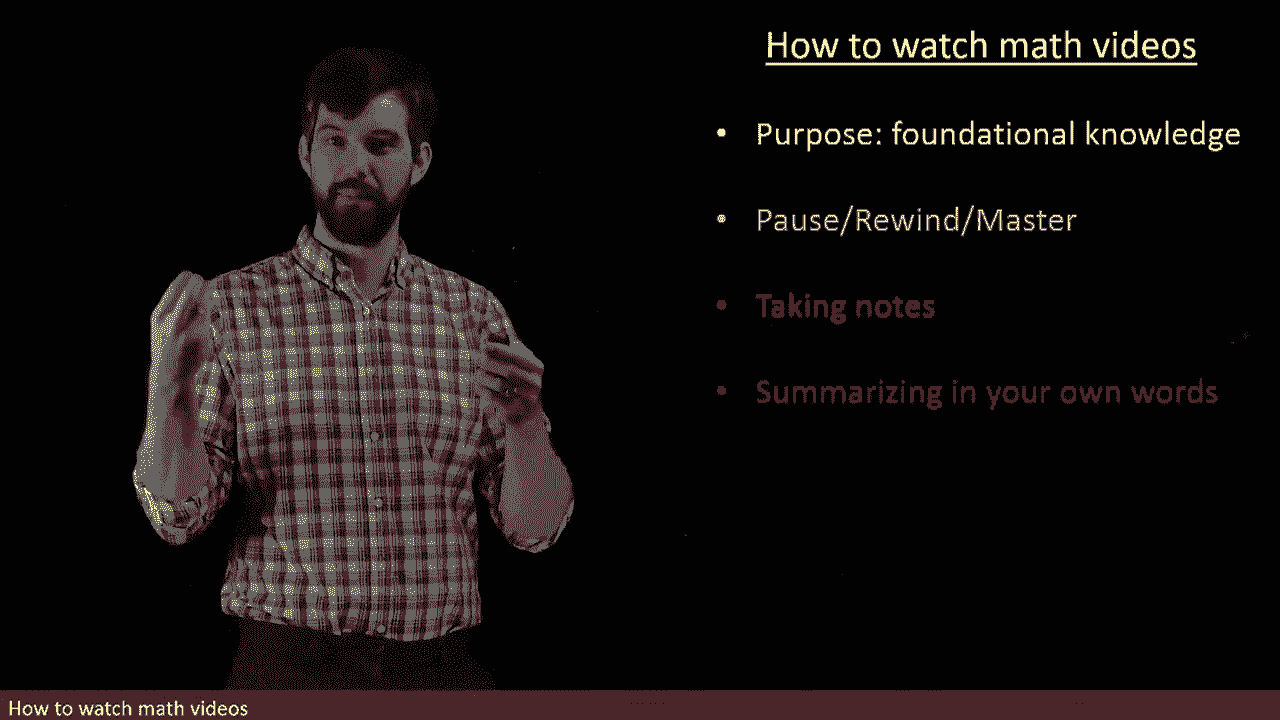 How to watch math videos
• Purpose: foundational knowledge
• Pause/Rewind/Master
• Taking notes
• Summarizing in your own words
How to watch math videos